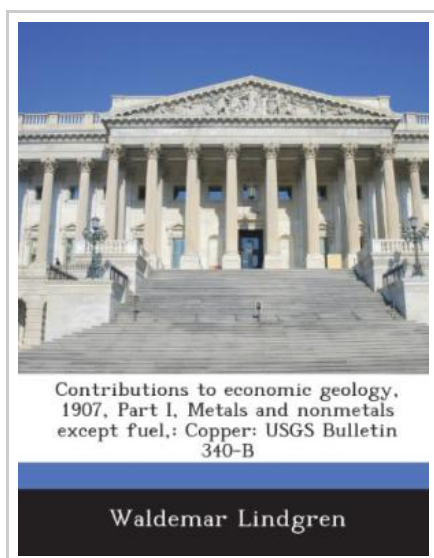 Contributions to economic geology,
1907, Part I, Metals and nonmetals
except fuel,: Copper: USGS Bulletin
340-B
Waldemar Lindgren